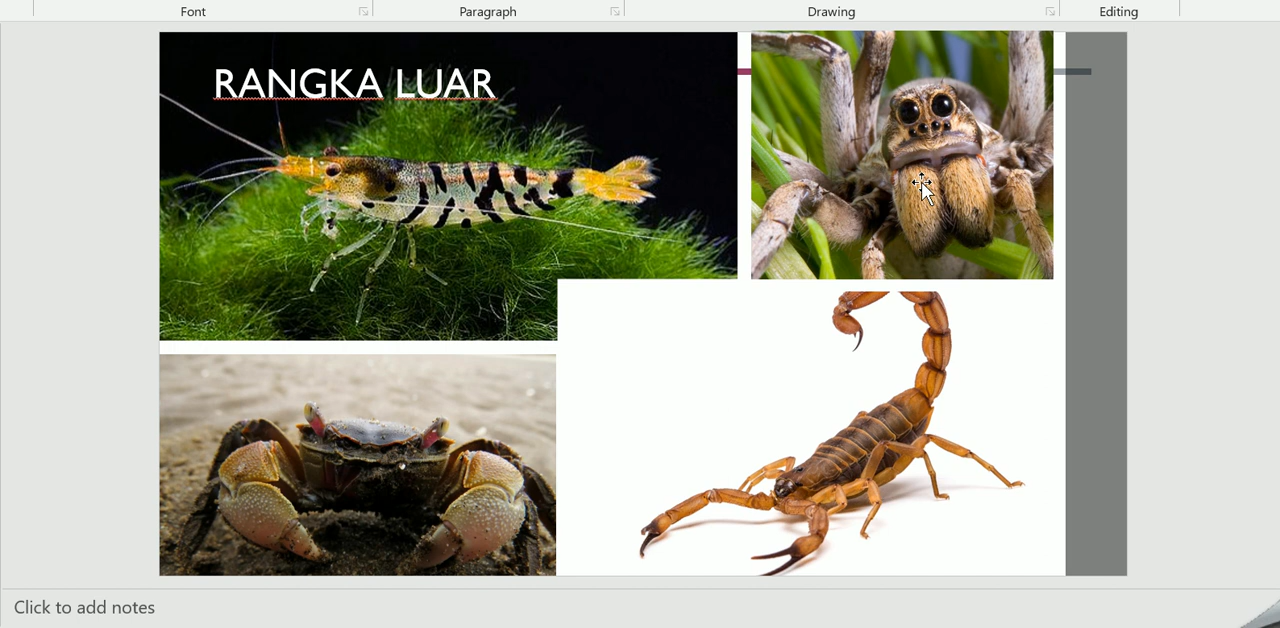 Font
Paragraph
Drawing
Editing
RANGKA LUAR
Click to add notes